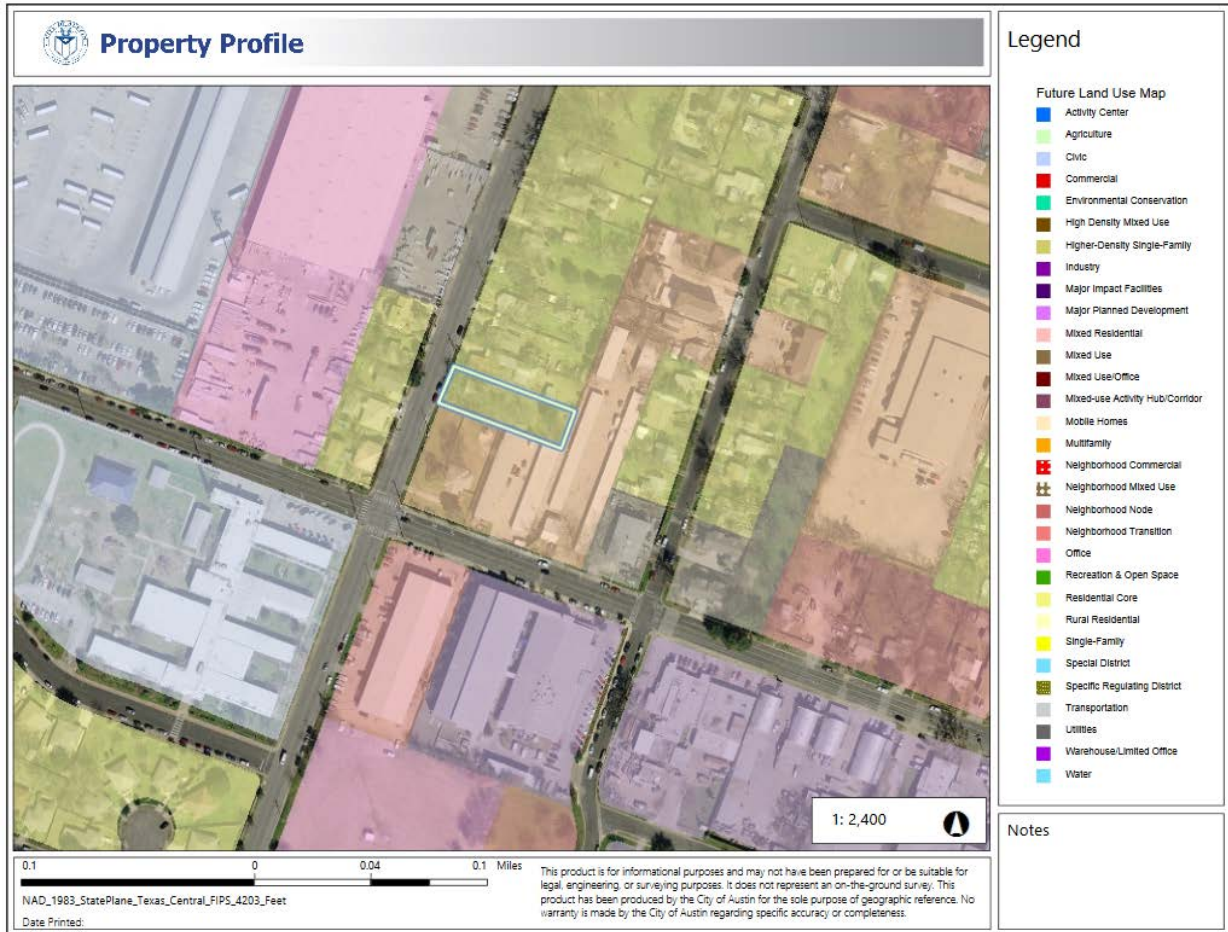 Property Profile
Legend
Future Land Use Map
Activity Center
Agriculture
Civic
Commercial
Environmental Conservation
High Density Mixed Use
Higher-Density Single-Family
Industry
Major Impact Facilities
Major Planned Development
Mixed Residential
Mixed Use
Mixed Use/Office
Mixed-use Activity Hub/Corridor
Mobile Homes
Multifamily
Neighborhood Commercial
Neighborhood Mixed Use
Neighborhood Node
Neighborhood Transition
Office
Recreation & Open Space
Residential Core
Rural Residential
Single-Family
Special District
Specific Regulating District
Transportation
Utilities
Warehouse/Limited Office
Water
1: 2,400
Notes
0.1 0 0.04 0.1 Miles
NAD_1983_StatePlane_Texas_Central_FIPS_4203_Feet
Date Printed:
This product is for informational purposes and may not have been prepared for or be suitable for
legal, engineering, or surveying purposes. It does not represent an on-the-ground survey. This
product has been produced by the City of Austin for the sole purpose of geographic reference. No
warranty is made by the City of Austin regarding specific accuracy or completeness.